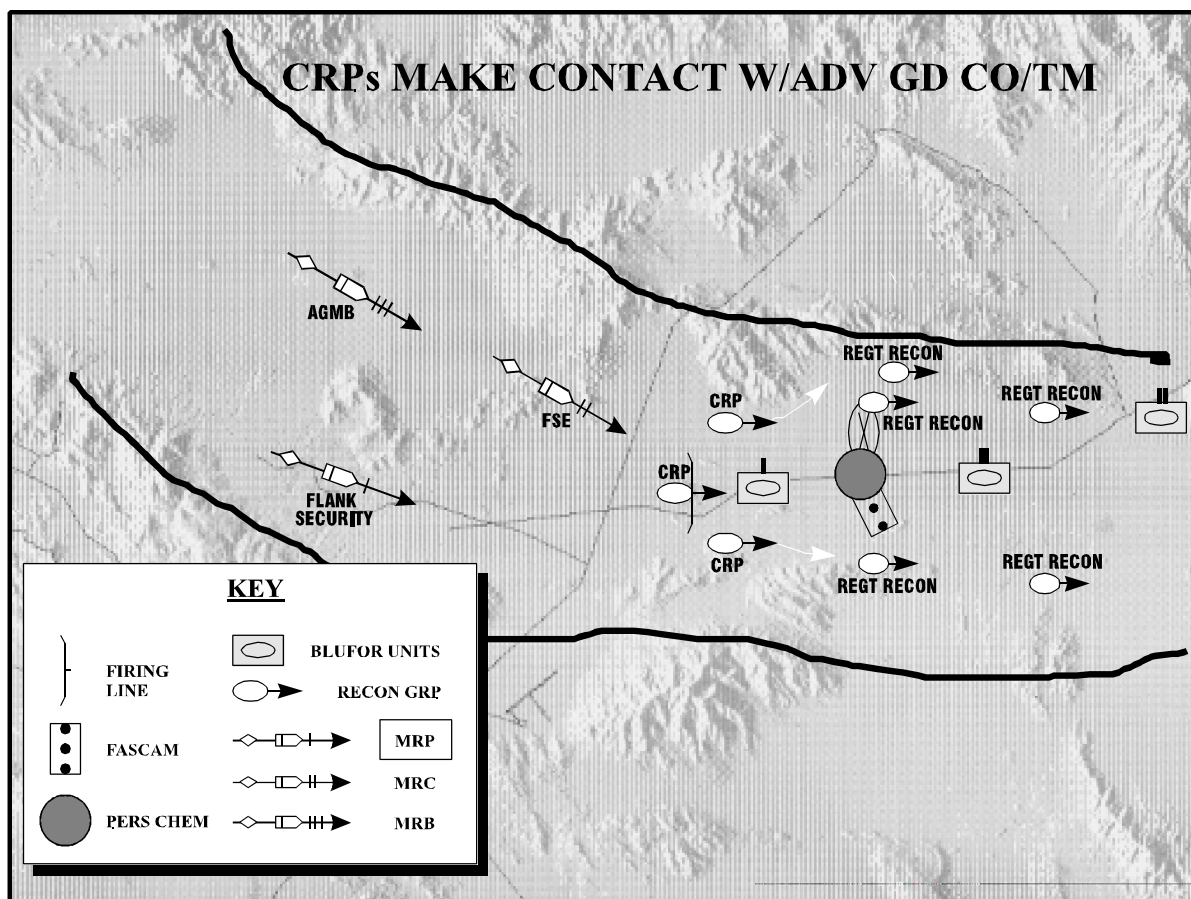 CRPs MAKE CONTACT W/ADV GD CO/TM
AGMB
FSE
FLANK
SECURITY
CRP
CRP
CRP
REGT RECON
REGT RECON
REGT RECON
REGT RECON
REGT RECON
KEY
FIRING
LINE
FASCAM
PERS CHEM
BLUFOR UNITS
RECON GRP
MRP
MRC
MRB